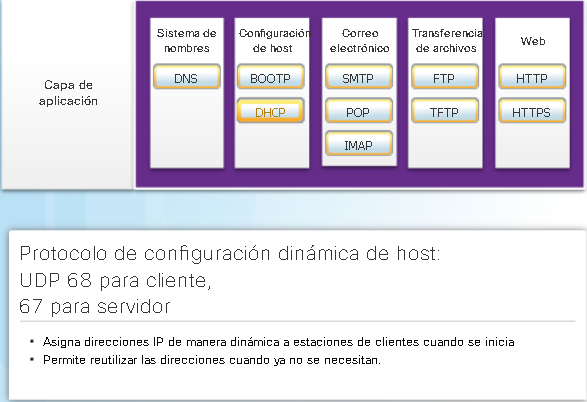 Capa de
aplicación
Sistema de
nombres
DNS
Configuración
de host
BOOTP
DHCP
Correo
electrónico
SMTP
POP
IMAP
Transferencia
de archivos
FTP
TFTP
Web
HTTP
HTTPS
Protocolo de configuración dinámica de host:
UDP 68 para cliente,
67 para servidor
• Asigna direcciones IP de manera dinámica a estaciones de clientes cuando se inicia
• Permite reutilizar las direcciones cuando ya no se necesitan.